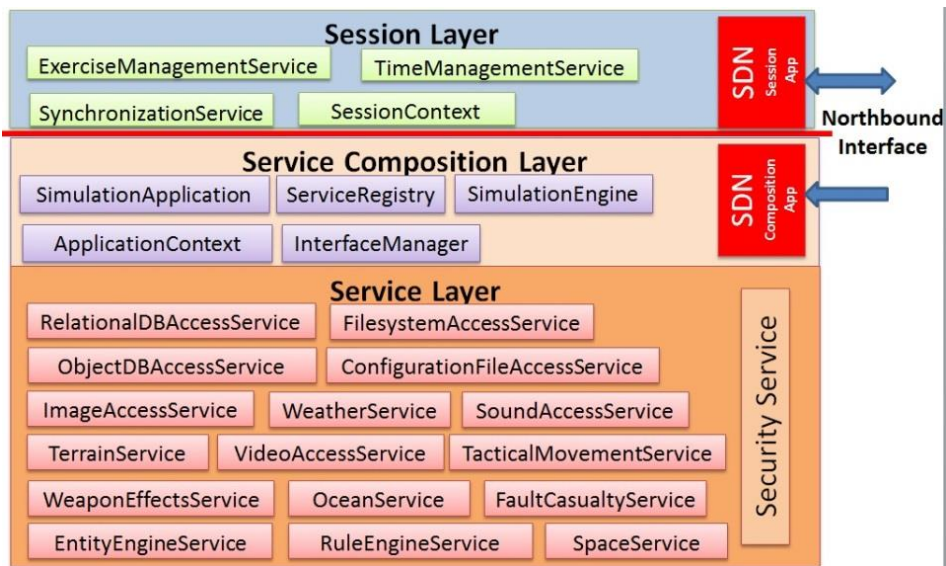 Session Layer
ExerciseManagementService
TimeManagementService
SynchronizationService
SessionContext
SDN
Session
App
Northbound
Interface
Service Composition Layer
SimulationApplication
ServiceRegistry
SimulationEngine
ApplicationContext
InterfaceManager
SDN
Composition
App
Service Layer
RelationalDBAccessService
FilesystemAccessService
ObjectDBAccessService
ConfigurationFileAccessService
ImageAccessService
WeatherService
SoundAccessService
TerrainService
VideoAccessService
TacticalMovementService
WeaponEffectsService
OceanService
FaultCasualtyService
EntityEngineService
RuleEngineService
SpaceService
Security Service